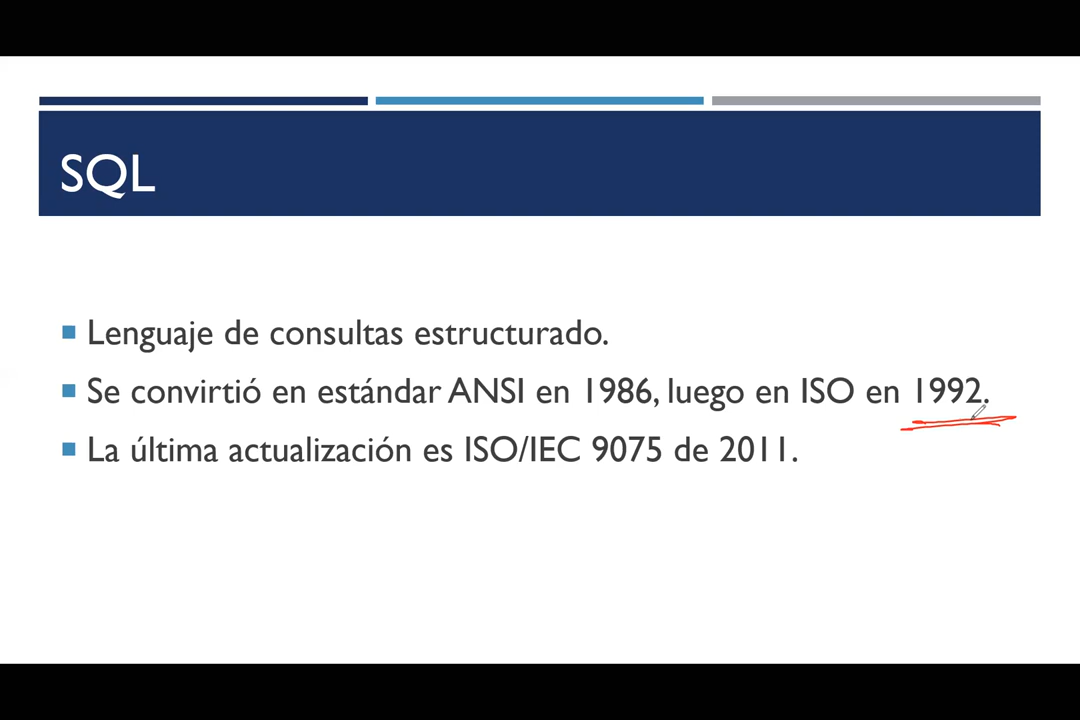 SQL
Lenguaje de consultas estructurado.
Se convirtió en estándar ANSI en 1986, luego en ISO en 1992.
La última actualización es ISO/IEC 9075 de 2011.